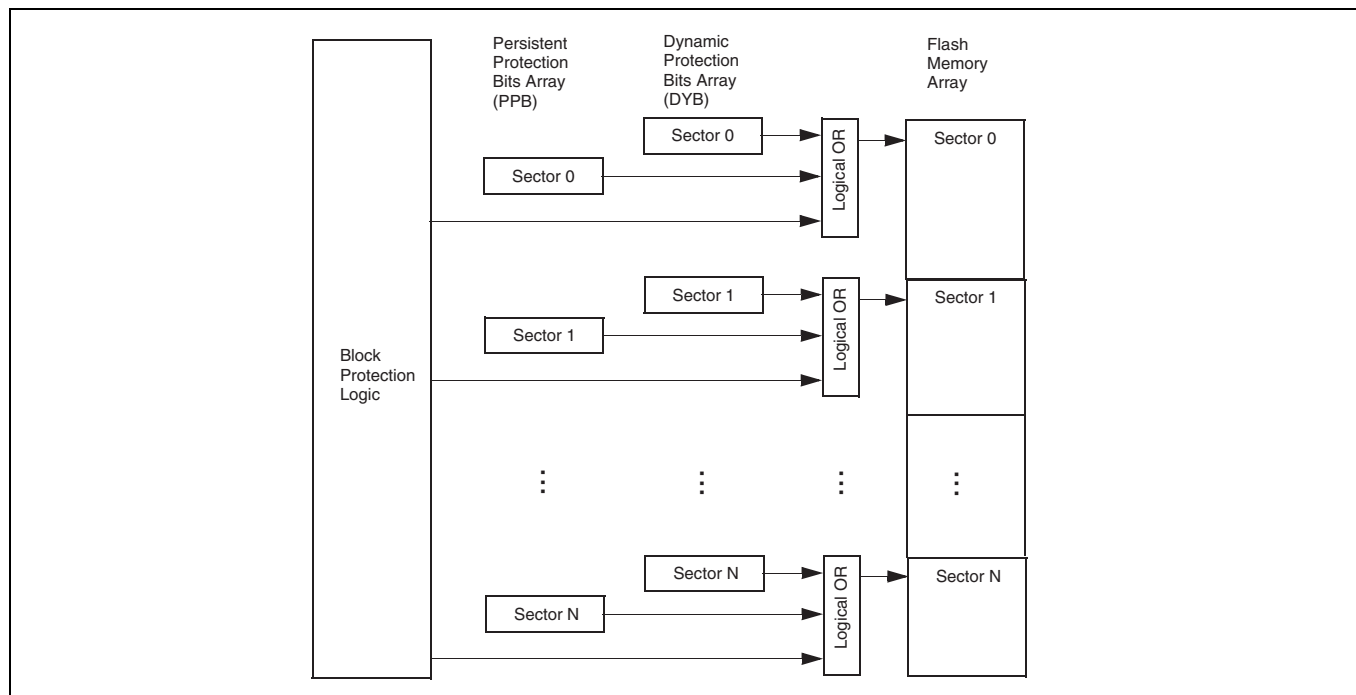 Persistent
Protection
Bits Array
(PPB)
Dynamic
Protection
Bits Array
(DYB)
Flash
Memory
Array
Sector 0
Sector 0
Logical OR
Sector 0
Sector 1
Sector 1
Logical OR
Sector 1
Block
Protection
Logic
Sector N
Sector N
Logical OR
Sector N